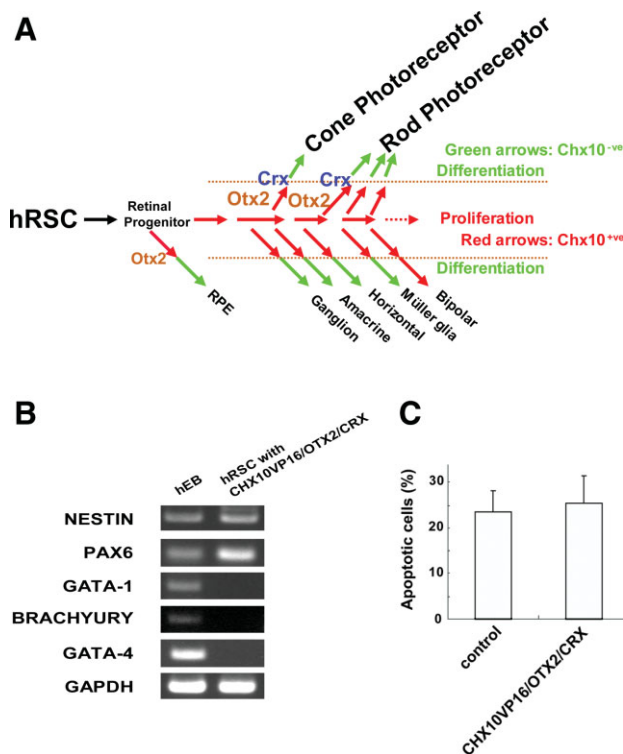 A
Cone Photoreceptor
Rod Photoreceptor
Green arrows: Chx10-ve
Differentiation
Crx
Crx
Otx2
Otx2
hRSC
Retinal
Progenitor
Proliferation
Red arrows: Chx10+ve
Otx2
Differentiation
RPE
Ganglion
Amacrine
Horizontal
Müller glia
Bipolar
B
hEB
hRSC with
CHX10VP16/OTX2/CRX
NESTIN
PAX6
GATA-1
BRACHYURY
GATA-4
GAPDH
C
Apoptotic cells (%)
30
20
10
0
control
CHX10VP16/OTX2/CRX